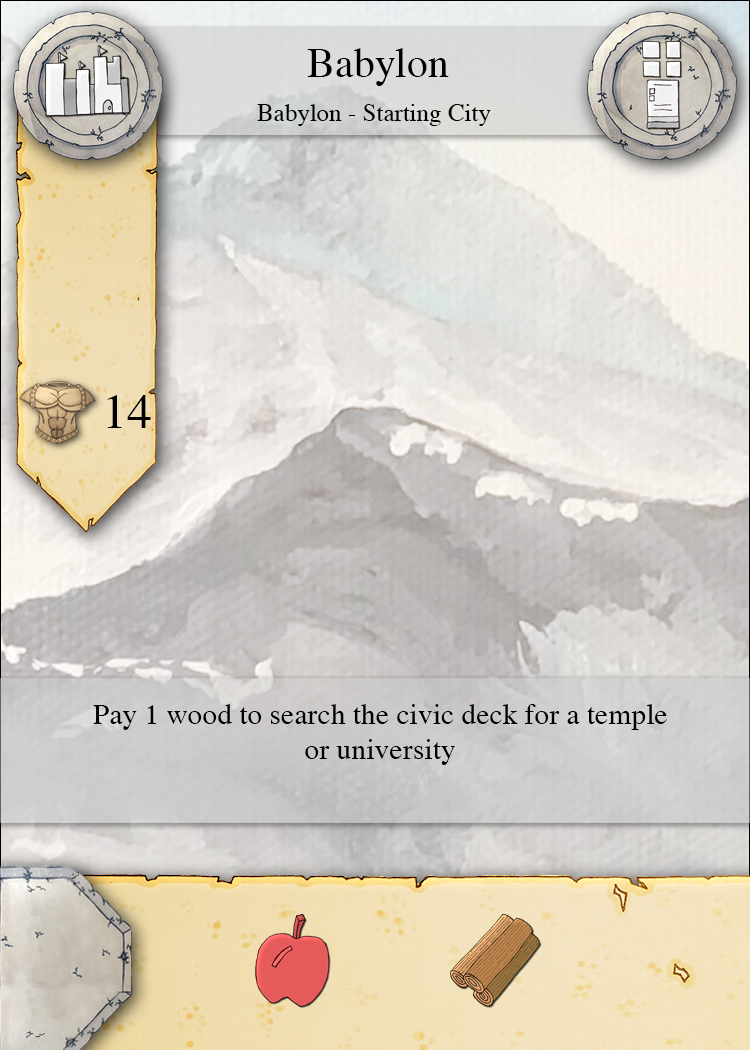 Babylon
Babylon - Starting City
14
Pay 1 wood to search the civic deck for a temple
or university